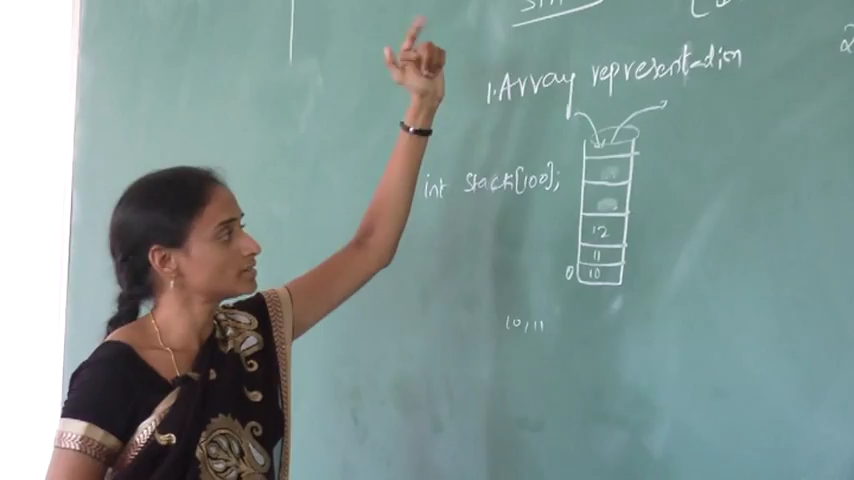 1. Array representation
int stack[100];
12
11
0 10
10, 11